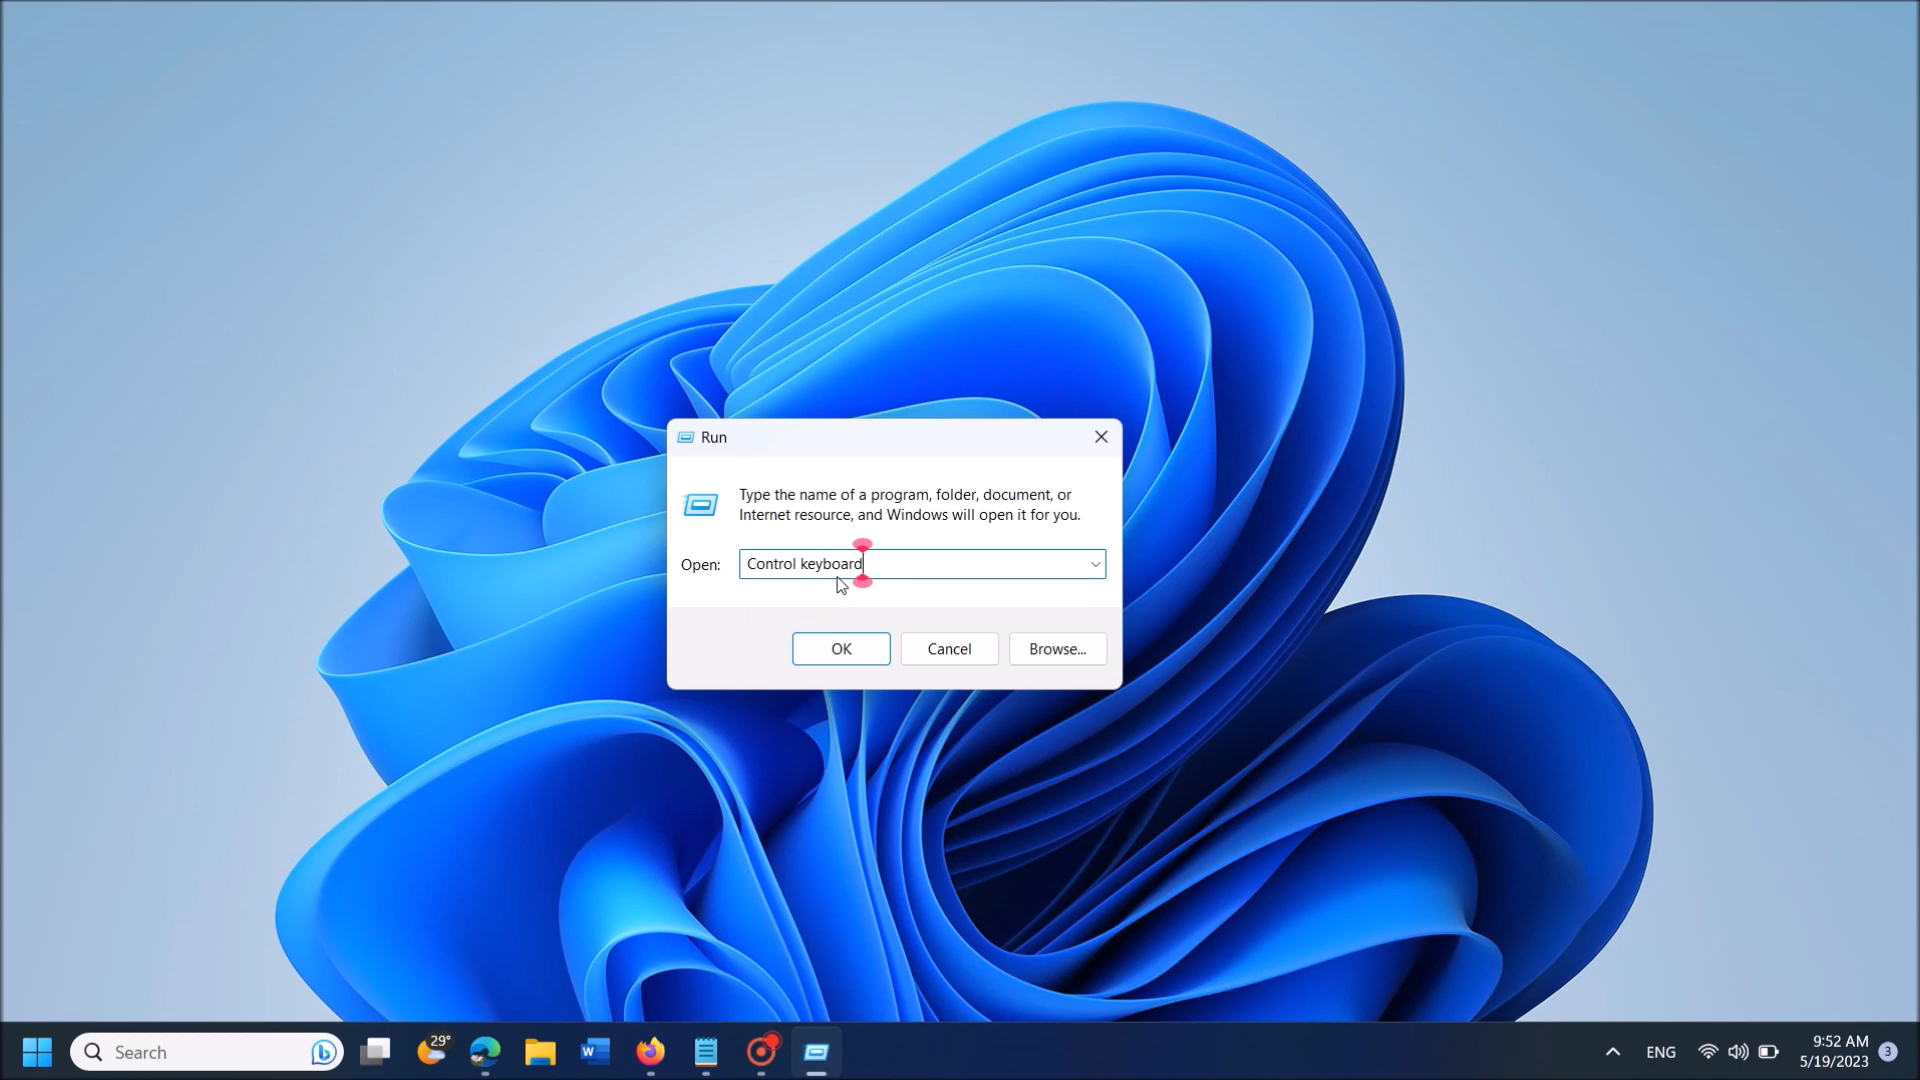 Run
Type the name of a program, folder, document, or
Internet resource, and Windows will open it for you.
Open: Control keyboard
OK Cancel Browse...
Search
29°
W
ENG
9:52 AM
5/19/2023
3